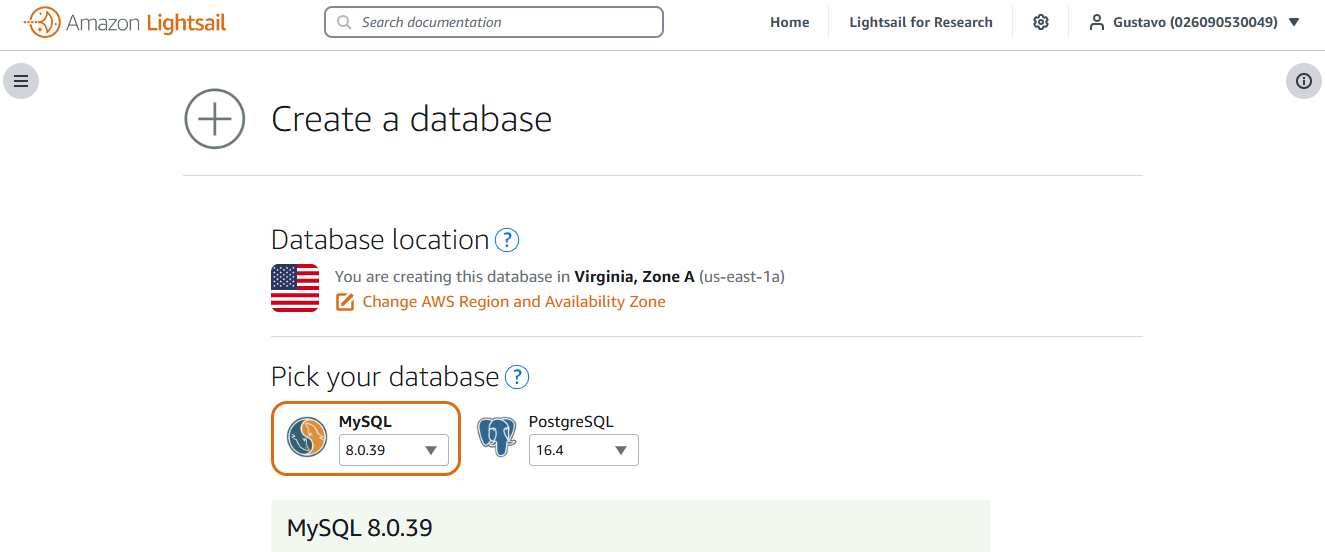 Amazon Lightsail
Search documentation
Home
Lightsail for Research
Gustavo (026090530049)
Create a database
Database location ?
You are creating this database in Virginia, Zone A (us-east-1a)
Change AWS Region and Availability Zone
Pick your database ?
MySQL
8.0.39
PostgreSQL
16.4
MySQL 8.0.39